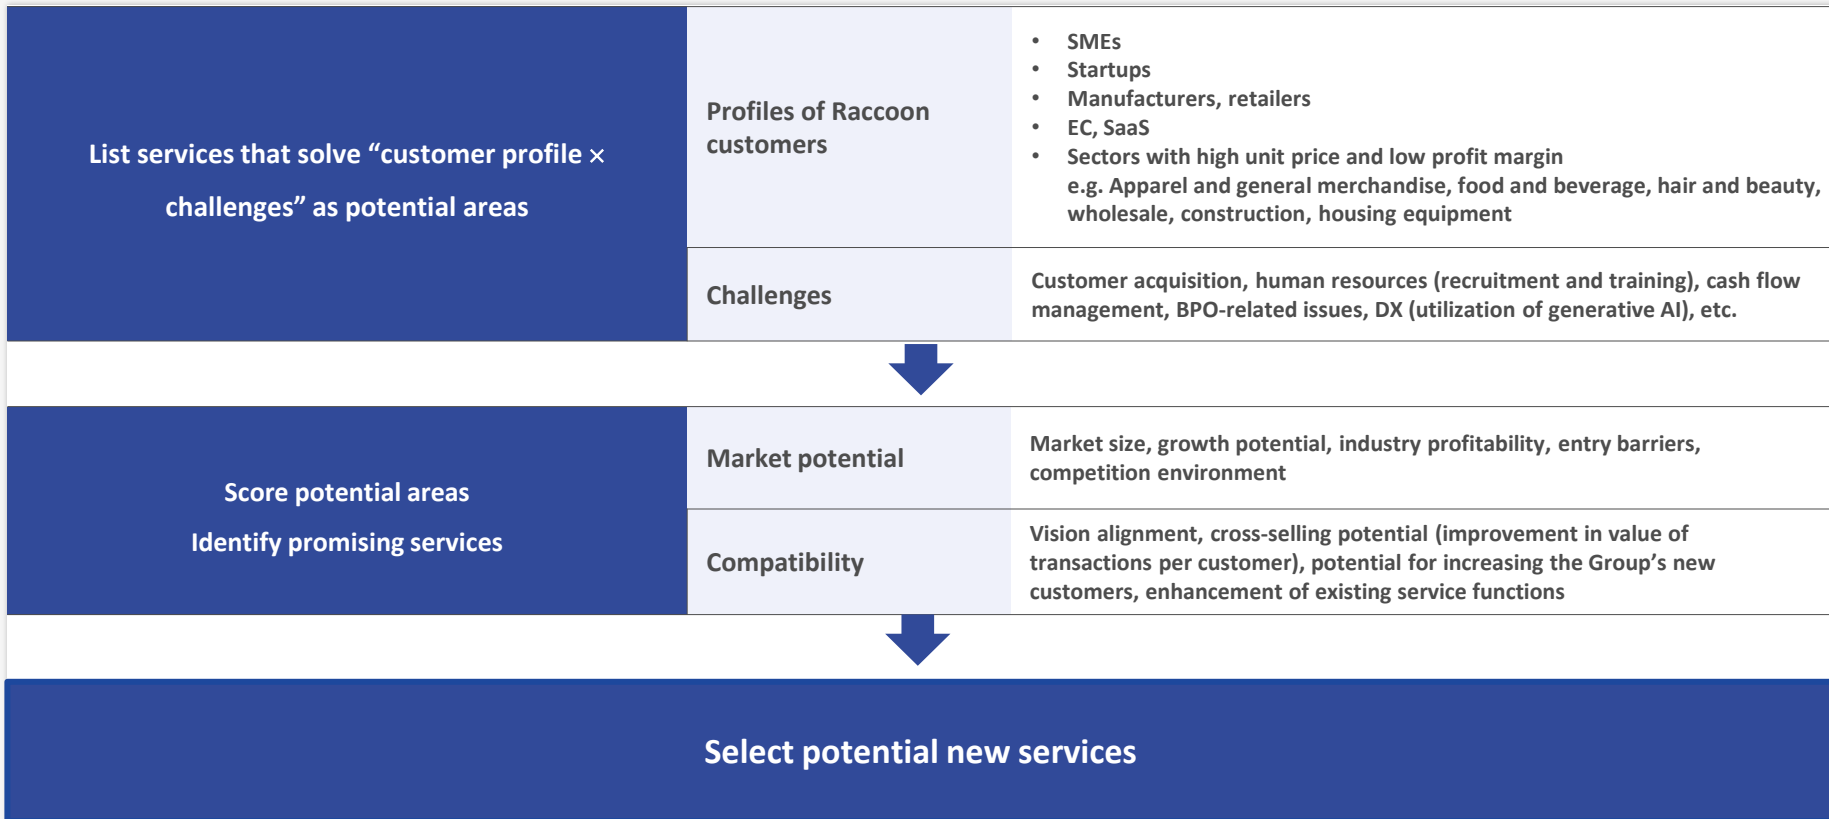 List services that solve “customer profile ×
challenges” as potential areas
Profiles of Raccoon
customers
• SMEs
• Startups
• Manufacturers, retailers
• EC, SaaS
• Sectors with high unit price and low profit margin
e.g. Apparel and general merchandise, food and beverage, hair and beauty,
wholesale, construction, housing equipment
Challenges
Customer acquisition, human resources (recruitment and training), cash flow
management, BPO-related issues, DX (utilization of generative AI), etc.
Score potential areas
Identify promising services
Market potential
Market size, growth potential, industry profitability, entry barriers,
competition environment
Compatibility
Vision alignment, cross-selling potential (improvement in value of
transactions per customer), potential for increasing the Group’s new
customers, enhancement of existing service functions
Select potential new services